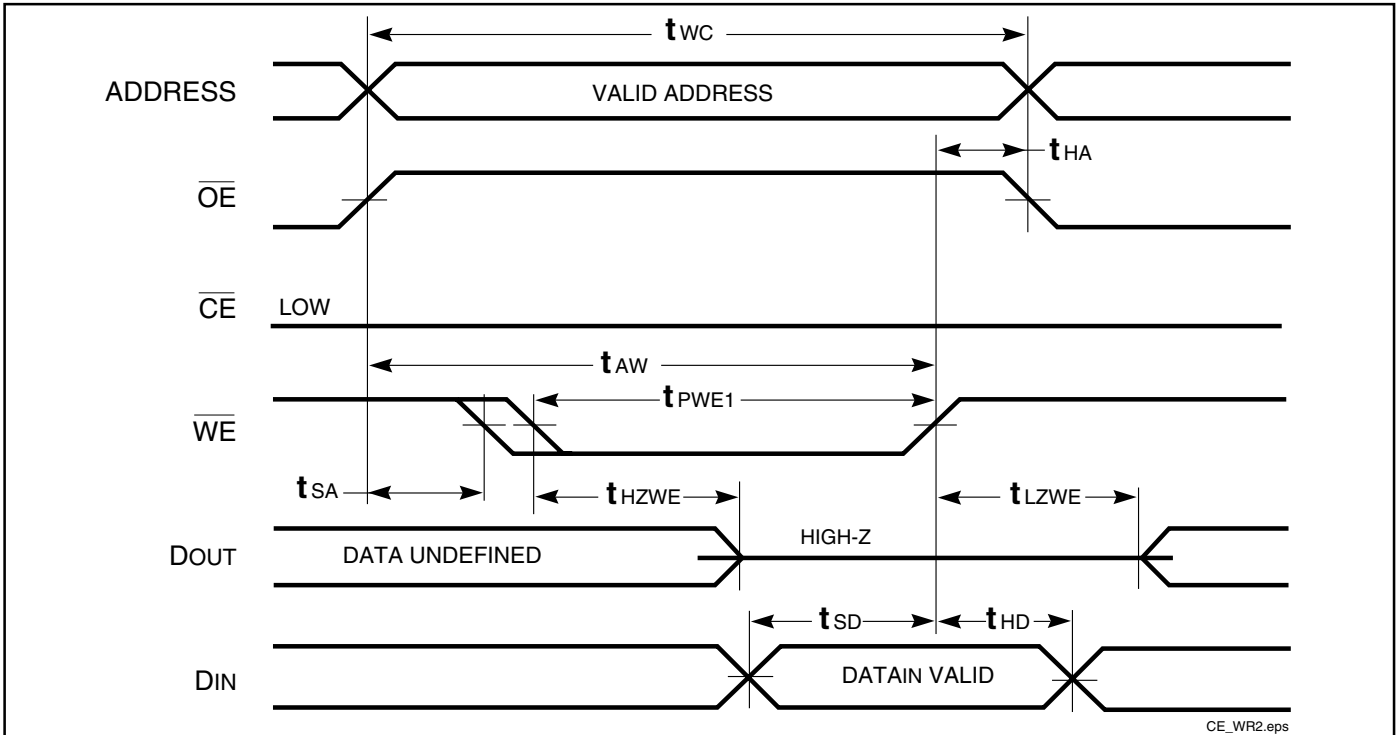 tWC
ADDRESS VALID ADDRESS
tHA
OE
CE LOW
tAW
tPWE1
WE
tSA tHZWE tLZWE
HIGH-Z
DOUT DATA UNDEFINED
tSD tHD
DIN DATAIN VALID
CE_WR2.eps